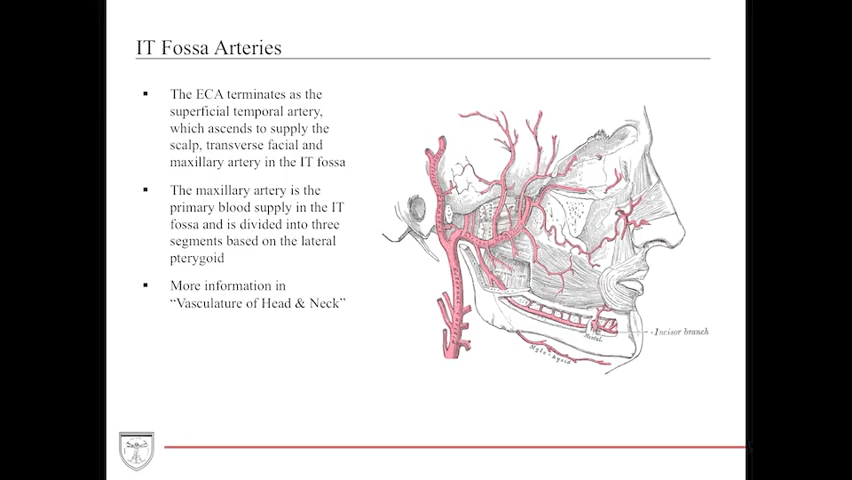 IT Fossa Arteries
▪ The ECA terminates as the
superficial temporal artery,
which ascends to supply the
scalp, transverse facial and
maxillary artery in the IT fossa
▪ The maxillary artery is the
primary blood supply in the IT
fossa and is divided into three
segments based on the lateral
pterygoid
▪ More information in
“Vasculature of Head & Neck”
Incisor branch
Mental
Mylo-hyoid